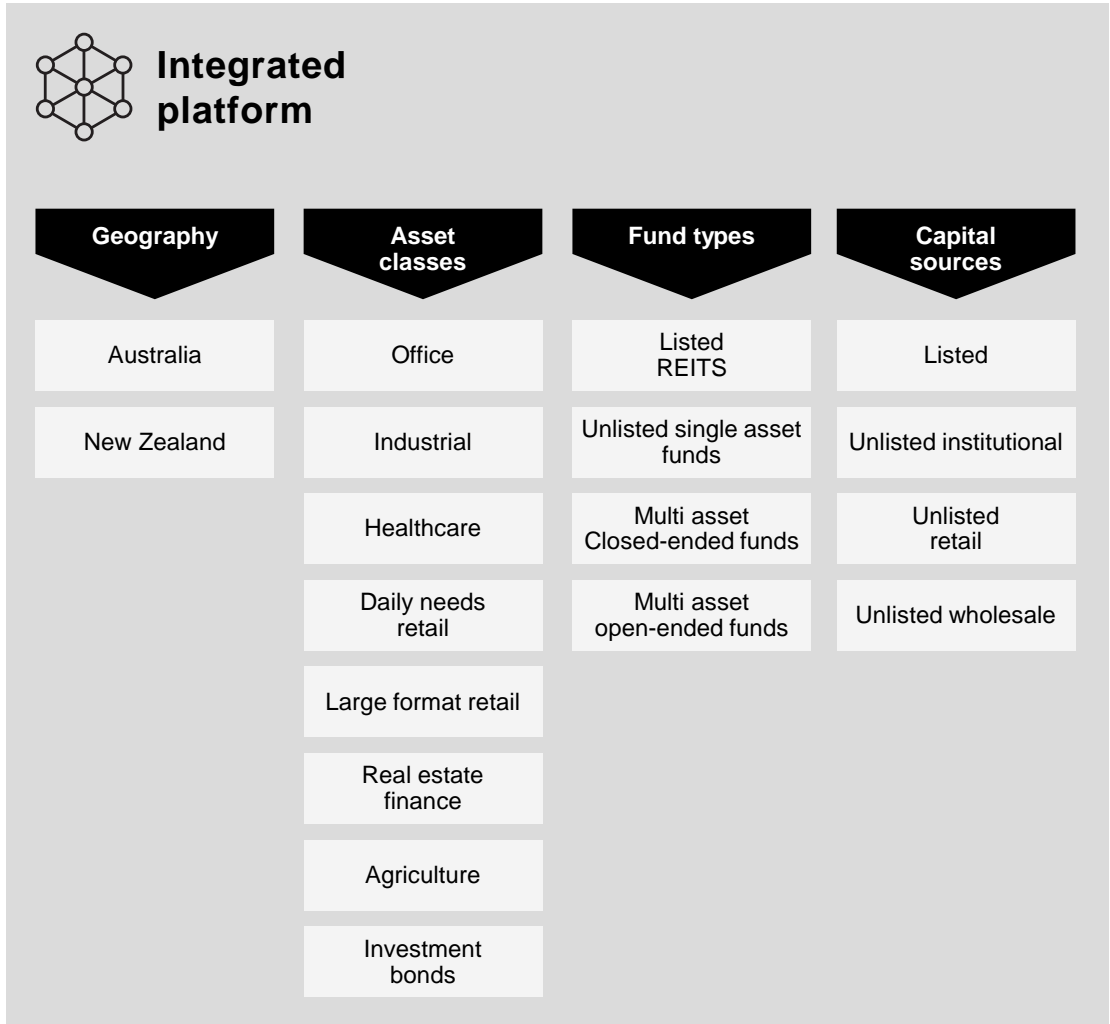 Integrated
platform
Geography
Australia
New Zealand
Asset
classes
Office
Industrial
Healthcare
Daily needs
retail
Large format retail
Real estate
finance
Agriculture
Investment
bonds
Fund types
Listed
REITS
Unlisted single asset
funds
Multi asset
Closed-ended funds
Multi asset
open-ended funds
Capital
sources
Listed
Unlisted institutional
Unlisted
retail
Unlisted wholesale